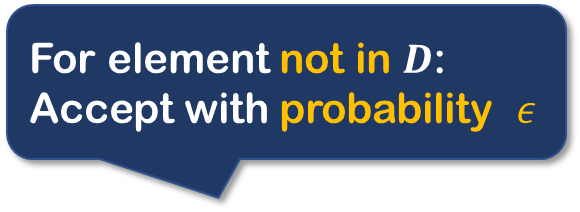 For element not in D:
Accept with probability ϵ